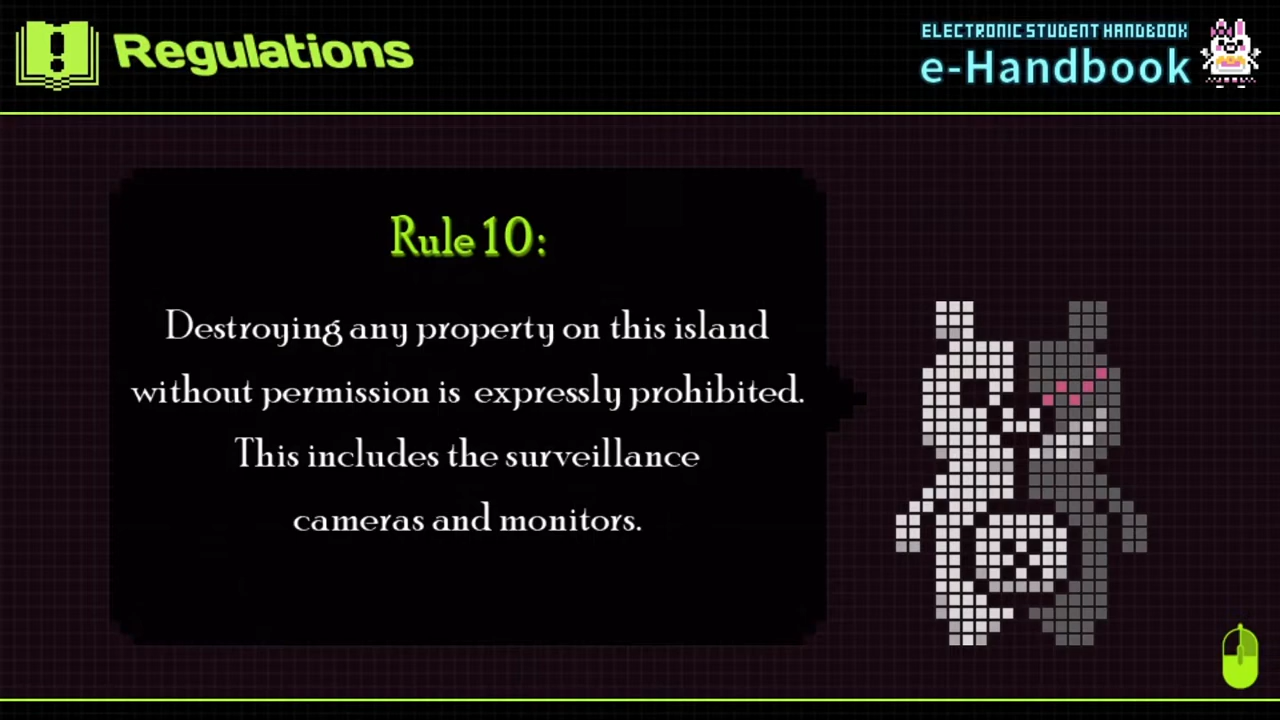 Regulations
ELECTRONIC STUDENT HANDBOOK
e-Handbook
Rule 10:
Destroying any property on this island
without permission is expressly prohibited.
This includes the surveillance
cameras and monitors.